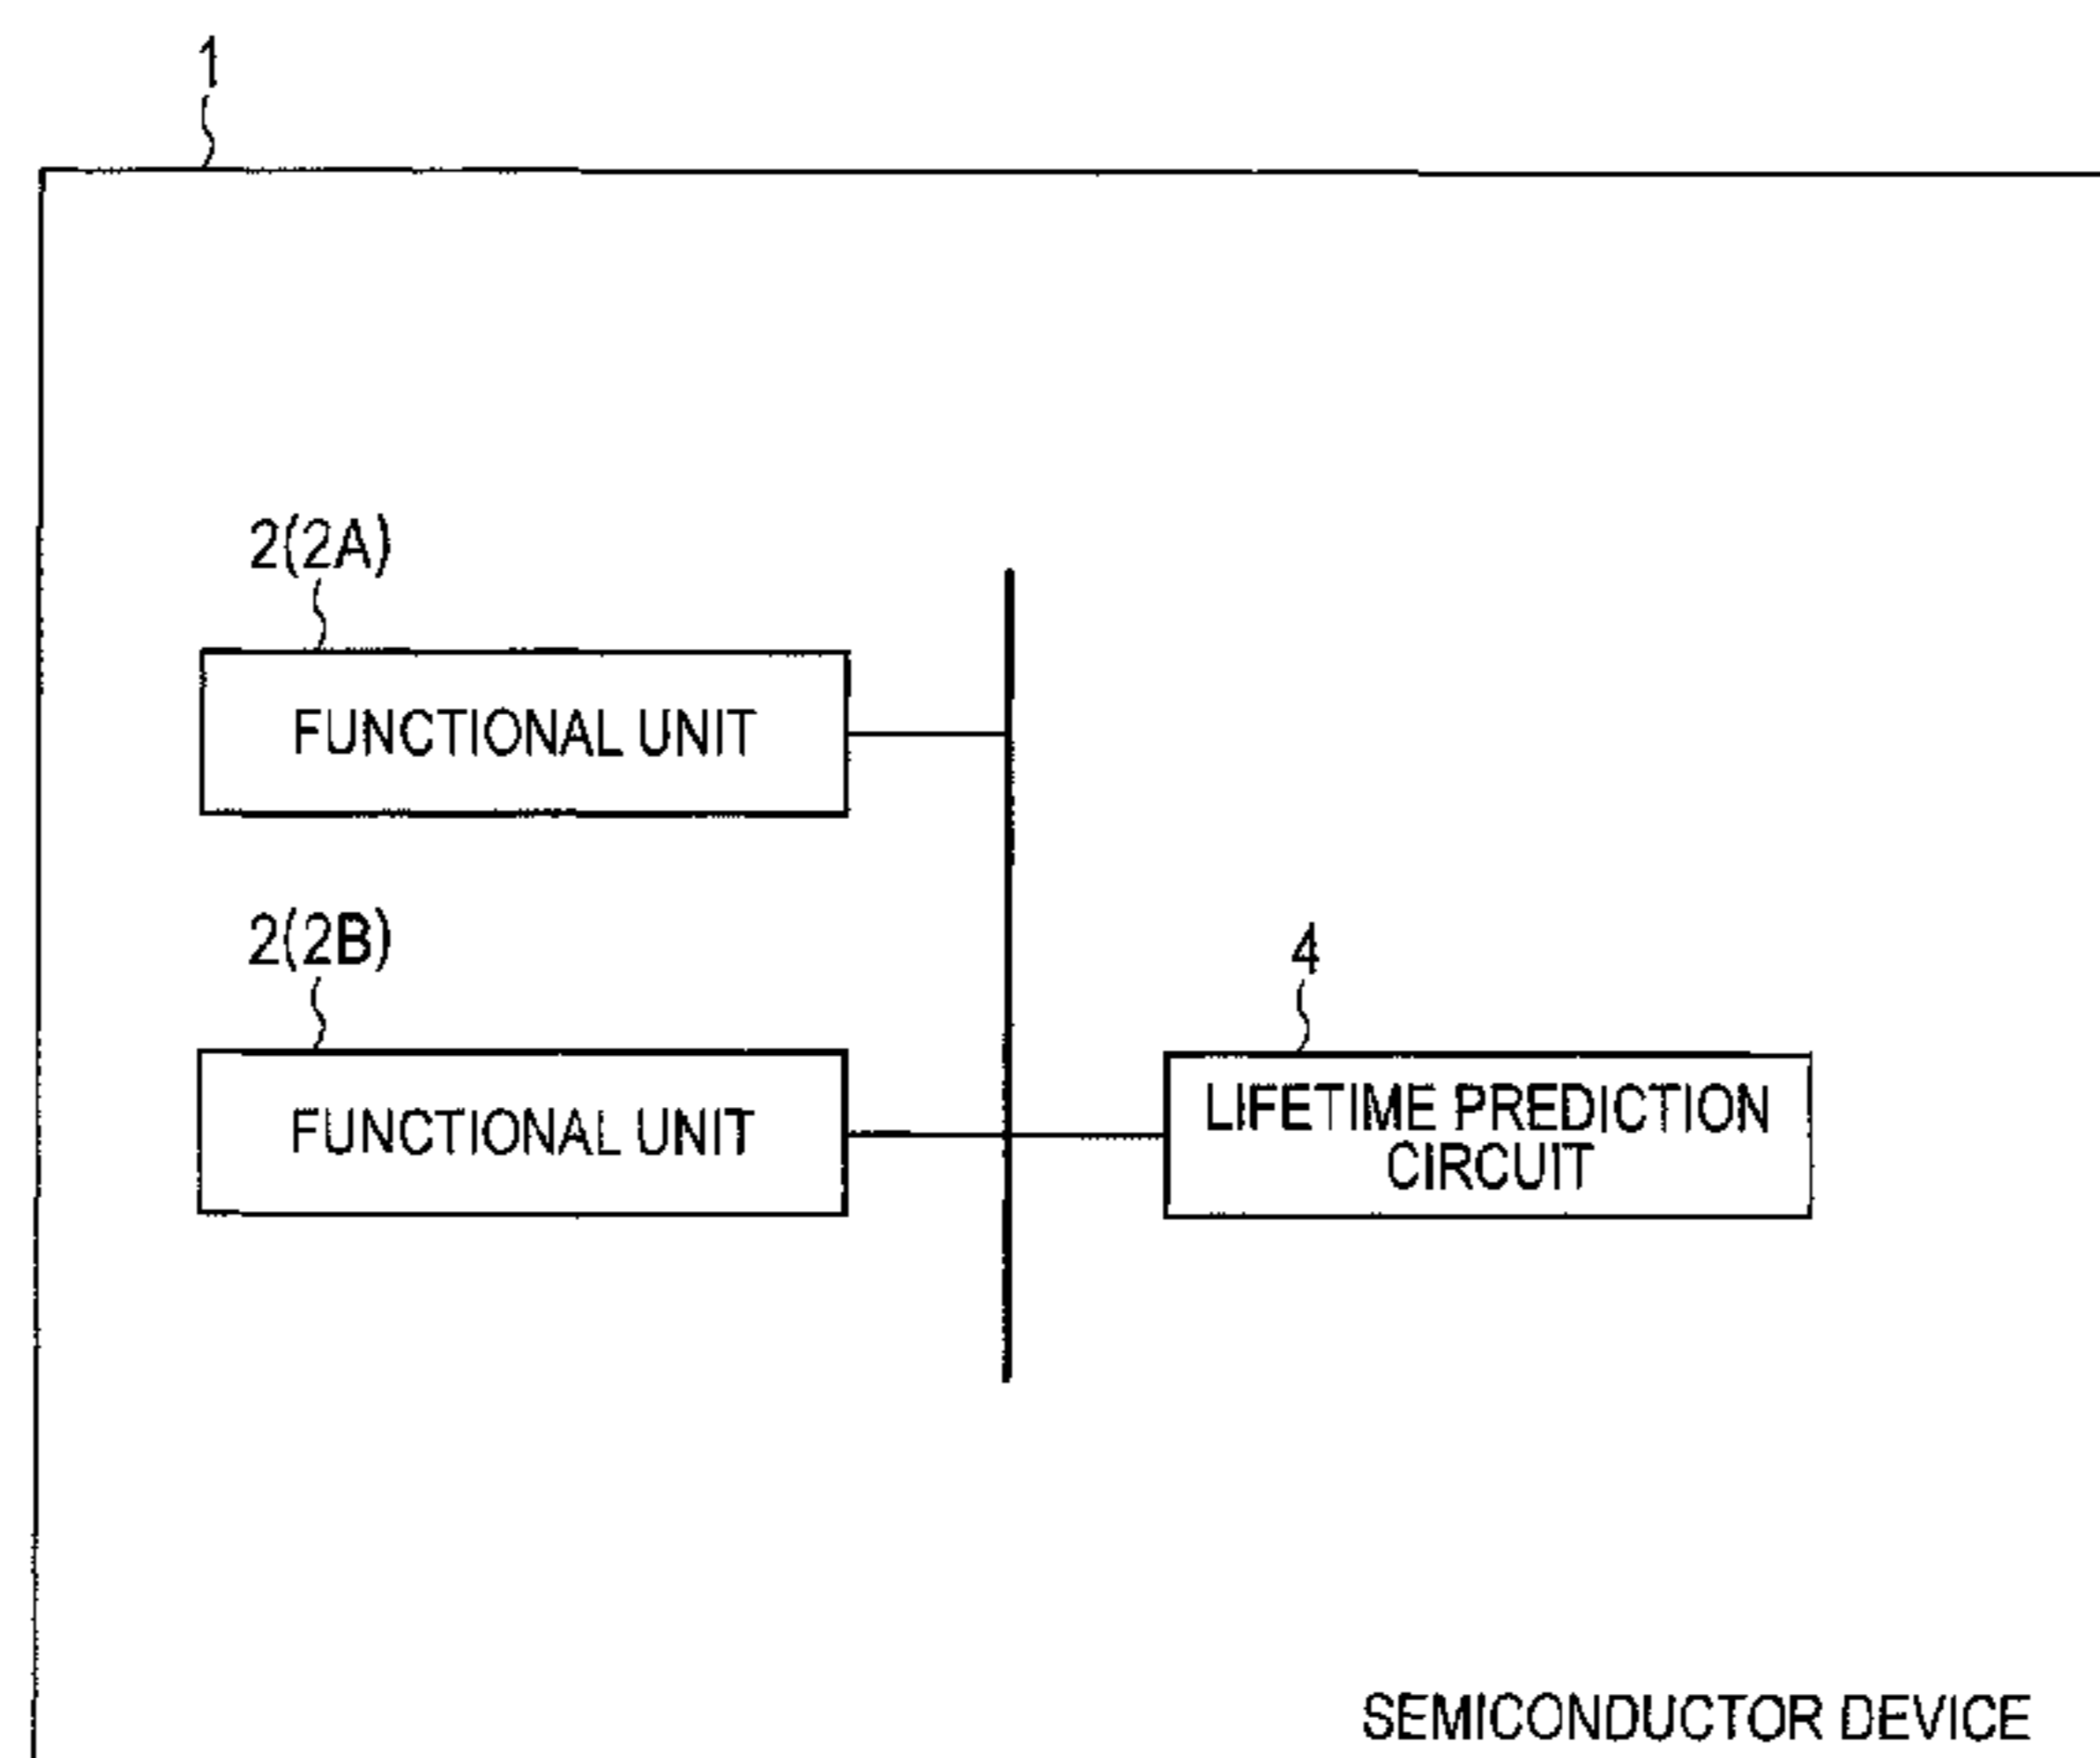 1
2(2A)
FUNCTIONAL UNIT
2(2B)
FUNCTIONAL UNIT
4
LIFETIME PREDICTION
CIRCUIT
SEMICONDUCTOR DEVICE